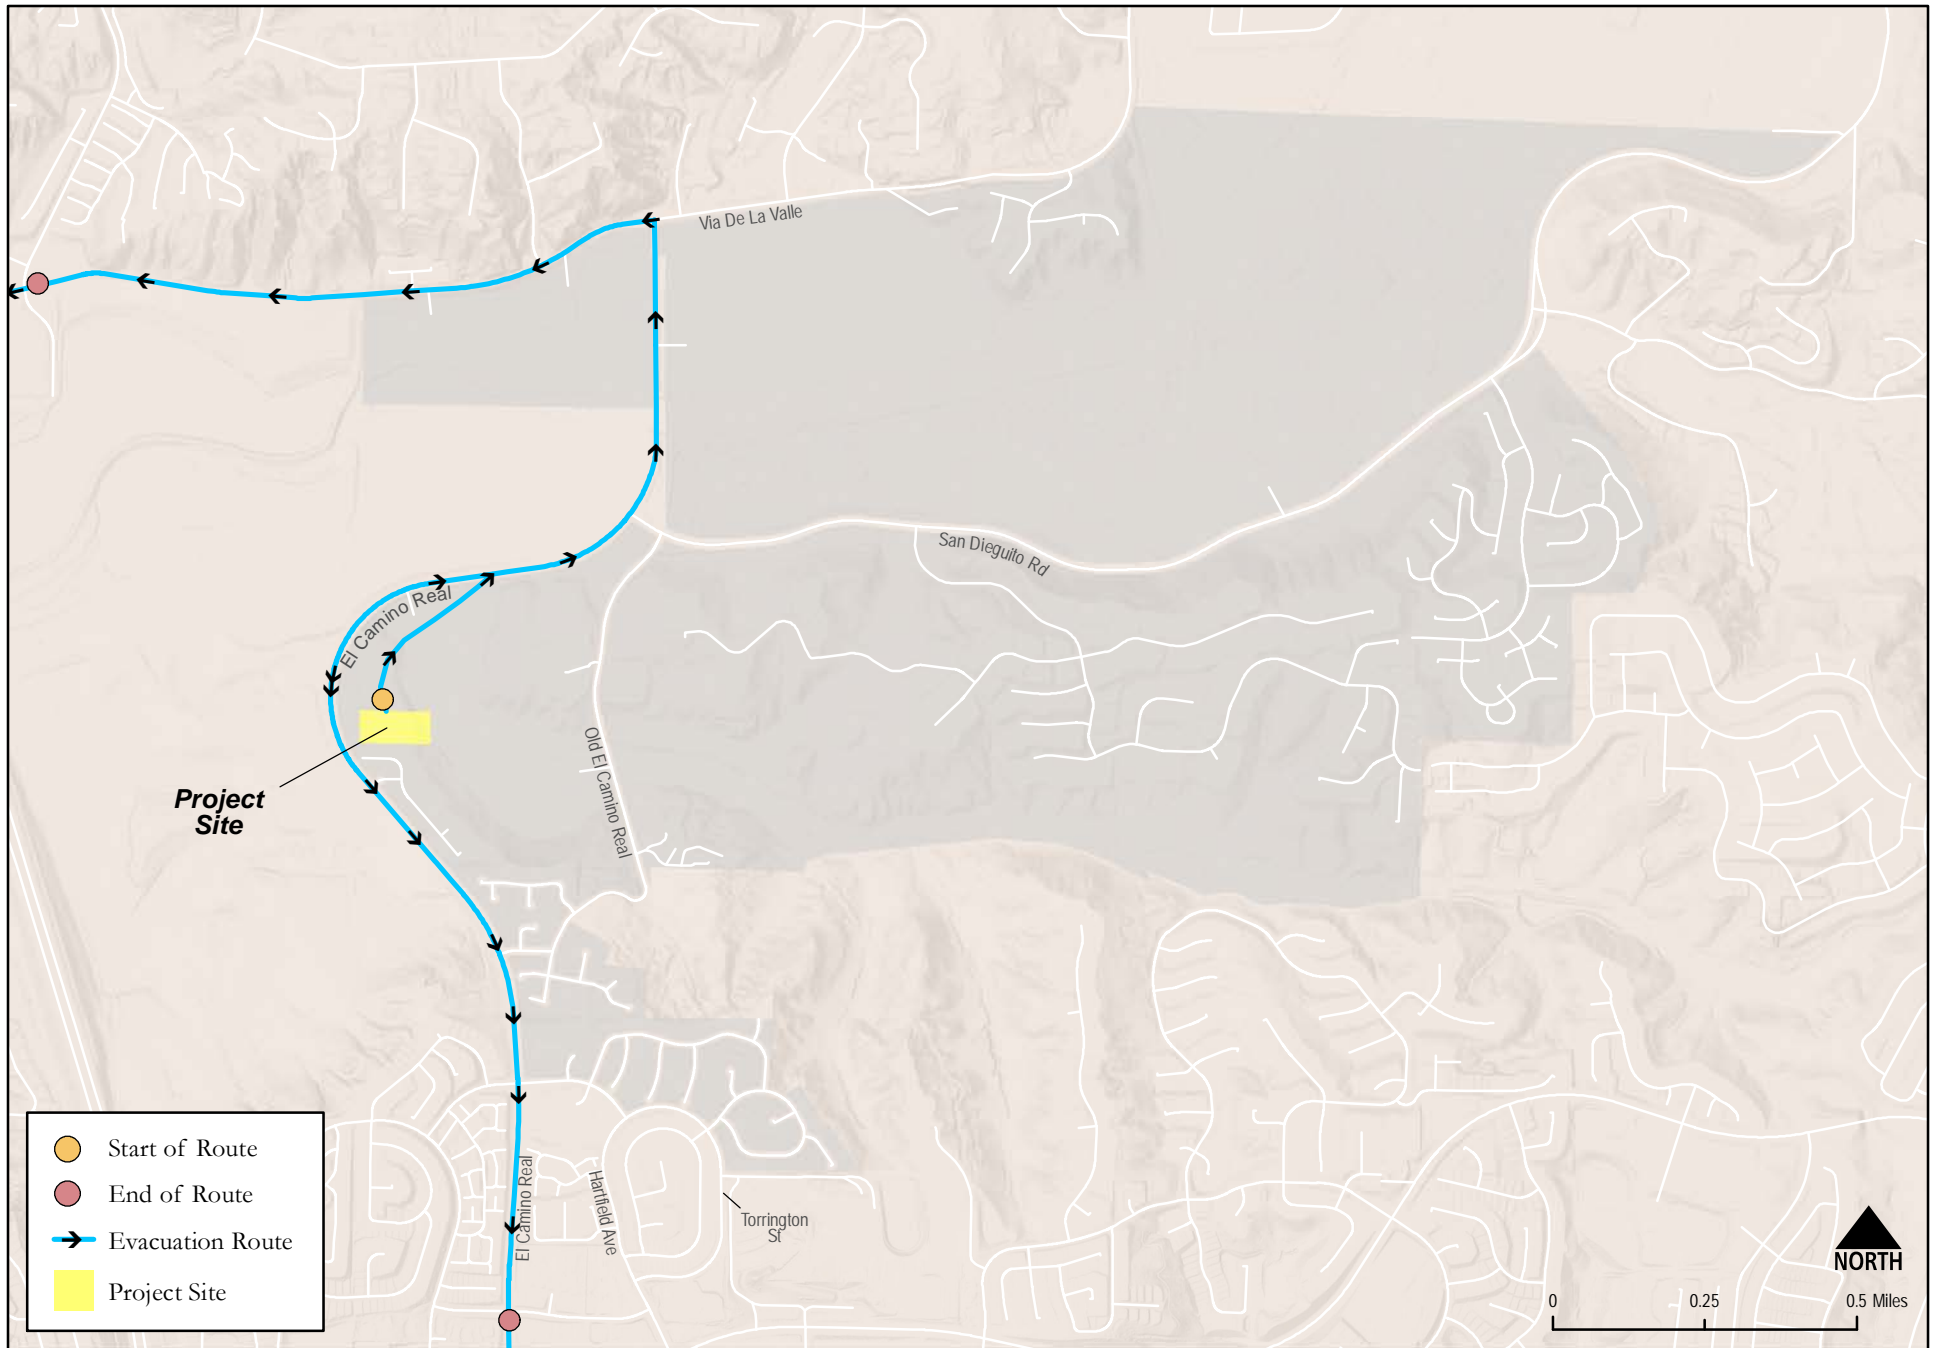 Via De La Valle
San Dieguito Rd
El Camino Real
Old El Camino Real
Project
Site
El Camino Real
Hartfield Ave
Torrington
St
Start of Route
End of Route
Evacuation Route
Project Site
NORTH
0 0.25 0.5 Miles